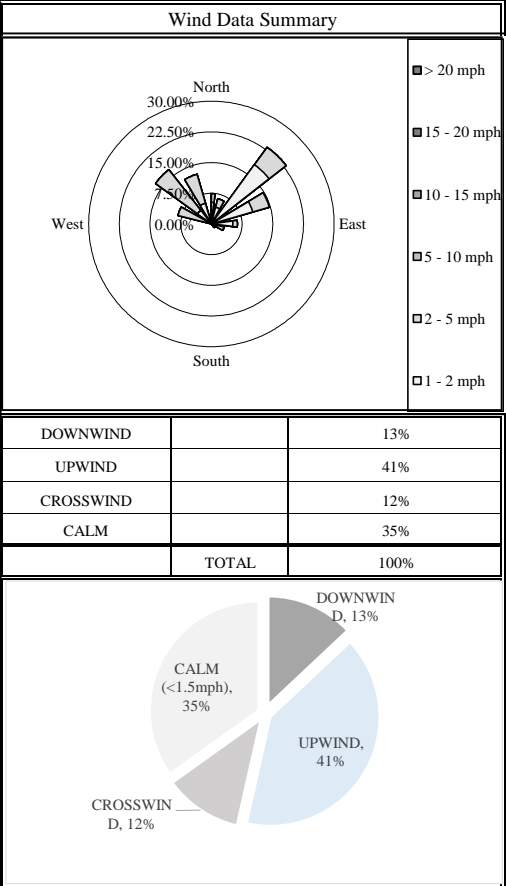 Wind Data Summary
North
30.00%
22.50%
15.00%
7.50%
0.00%
West
East
South
> 20 mph
15 - 20 mph
10 - 15 mph
5 - 10 mph
2 - 5 mph
1 - 2 mph
DOWNWIND 13%
UPWIND 41%
CROSSWIND 12%
CALM 35%
TOTAL 100%
DOWNWIN
D, 13%
CALM
(<1.5mph),
35%
UPWIND,
41%
CROSSWIN
D, 12%